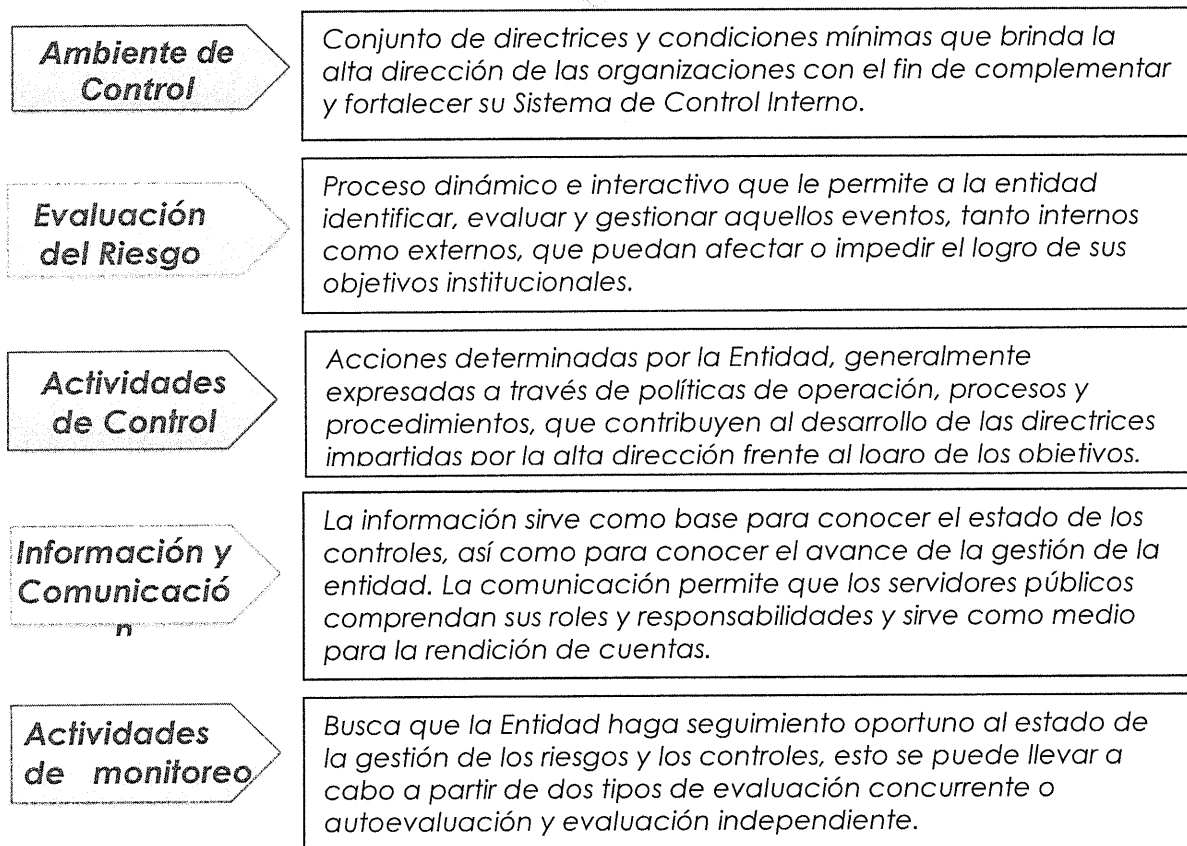 Ambiente de
Control
Conjunto de directrices y condiciones mínimas que brinda la
alta dirección de las organizaciones con el fin de complementar
y fortalecer su Sistema de Control Interno.
Evaluación
del Riesgo
Proceso dinámico e interactivo que le permite a la entidad
identificar, evaluar y gestionar aquellos eventos, tanto internos
como externos, que puedan afectar o impedir el logro de sus
objetivos institucionales.
Actividades
de Control
Acciones determinadas por la Entidad, generalmente
expresadas a través de políticas de operación, procesos y
procedimientos, que contribuyen al desarrollo de las directrices
impartidas por la alta dirección frente al logro de los objetivos.
Información y
Comunicació
n
La información sirve como base para conocer el estado de los
controles, así como para conocer el avance de la gestión de la
entidad. La comunicación permite que los servidores públicos
comprendan sus roles y responsabilidades y sirve como medio
para la rendición de cuentas.
Actividades
de monitoreo
Busca que la Entidad haga seguimiento oportuno al estado de
la gestión de los riesgos y los controles, esto se puede llevar a
cabo a partir de dos tipos de evaluación concurrente o
autoevaluación y evaluación independiente.